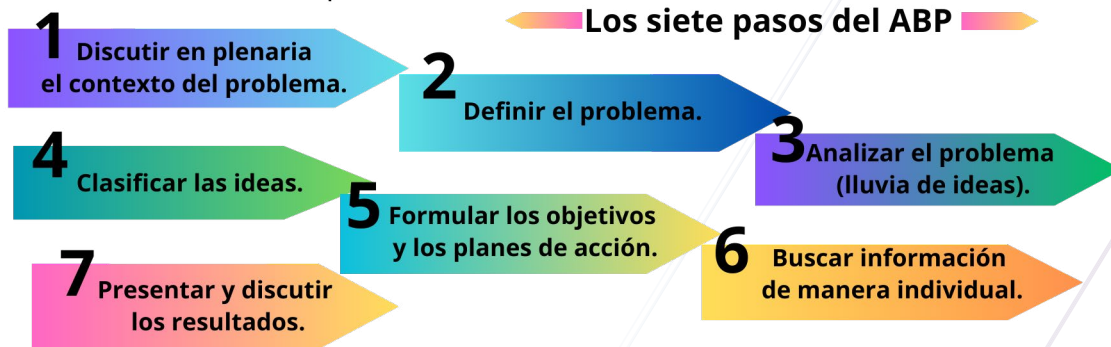 Los siete pasos del ABP
1
Discutir en plenaria
el contexto del problema.
2
Definir el problema.
3
Analizar el problema
(lluvia de ideas).
4
Clasificar las ideas.
5
Formular los objetivos
y los planes de acción.
6
Buscar información
de manera individual.
7
Presentar y discutir
los resultados.